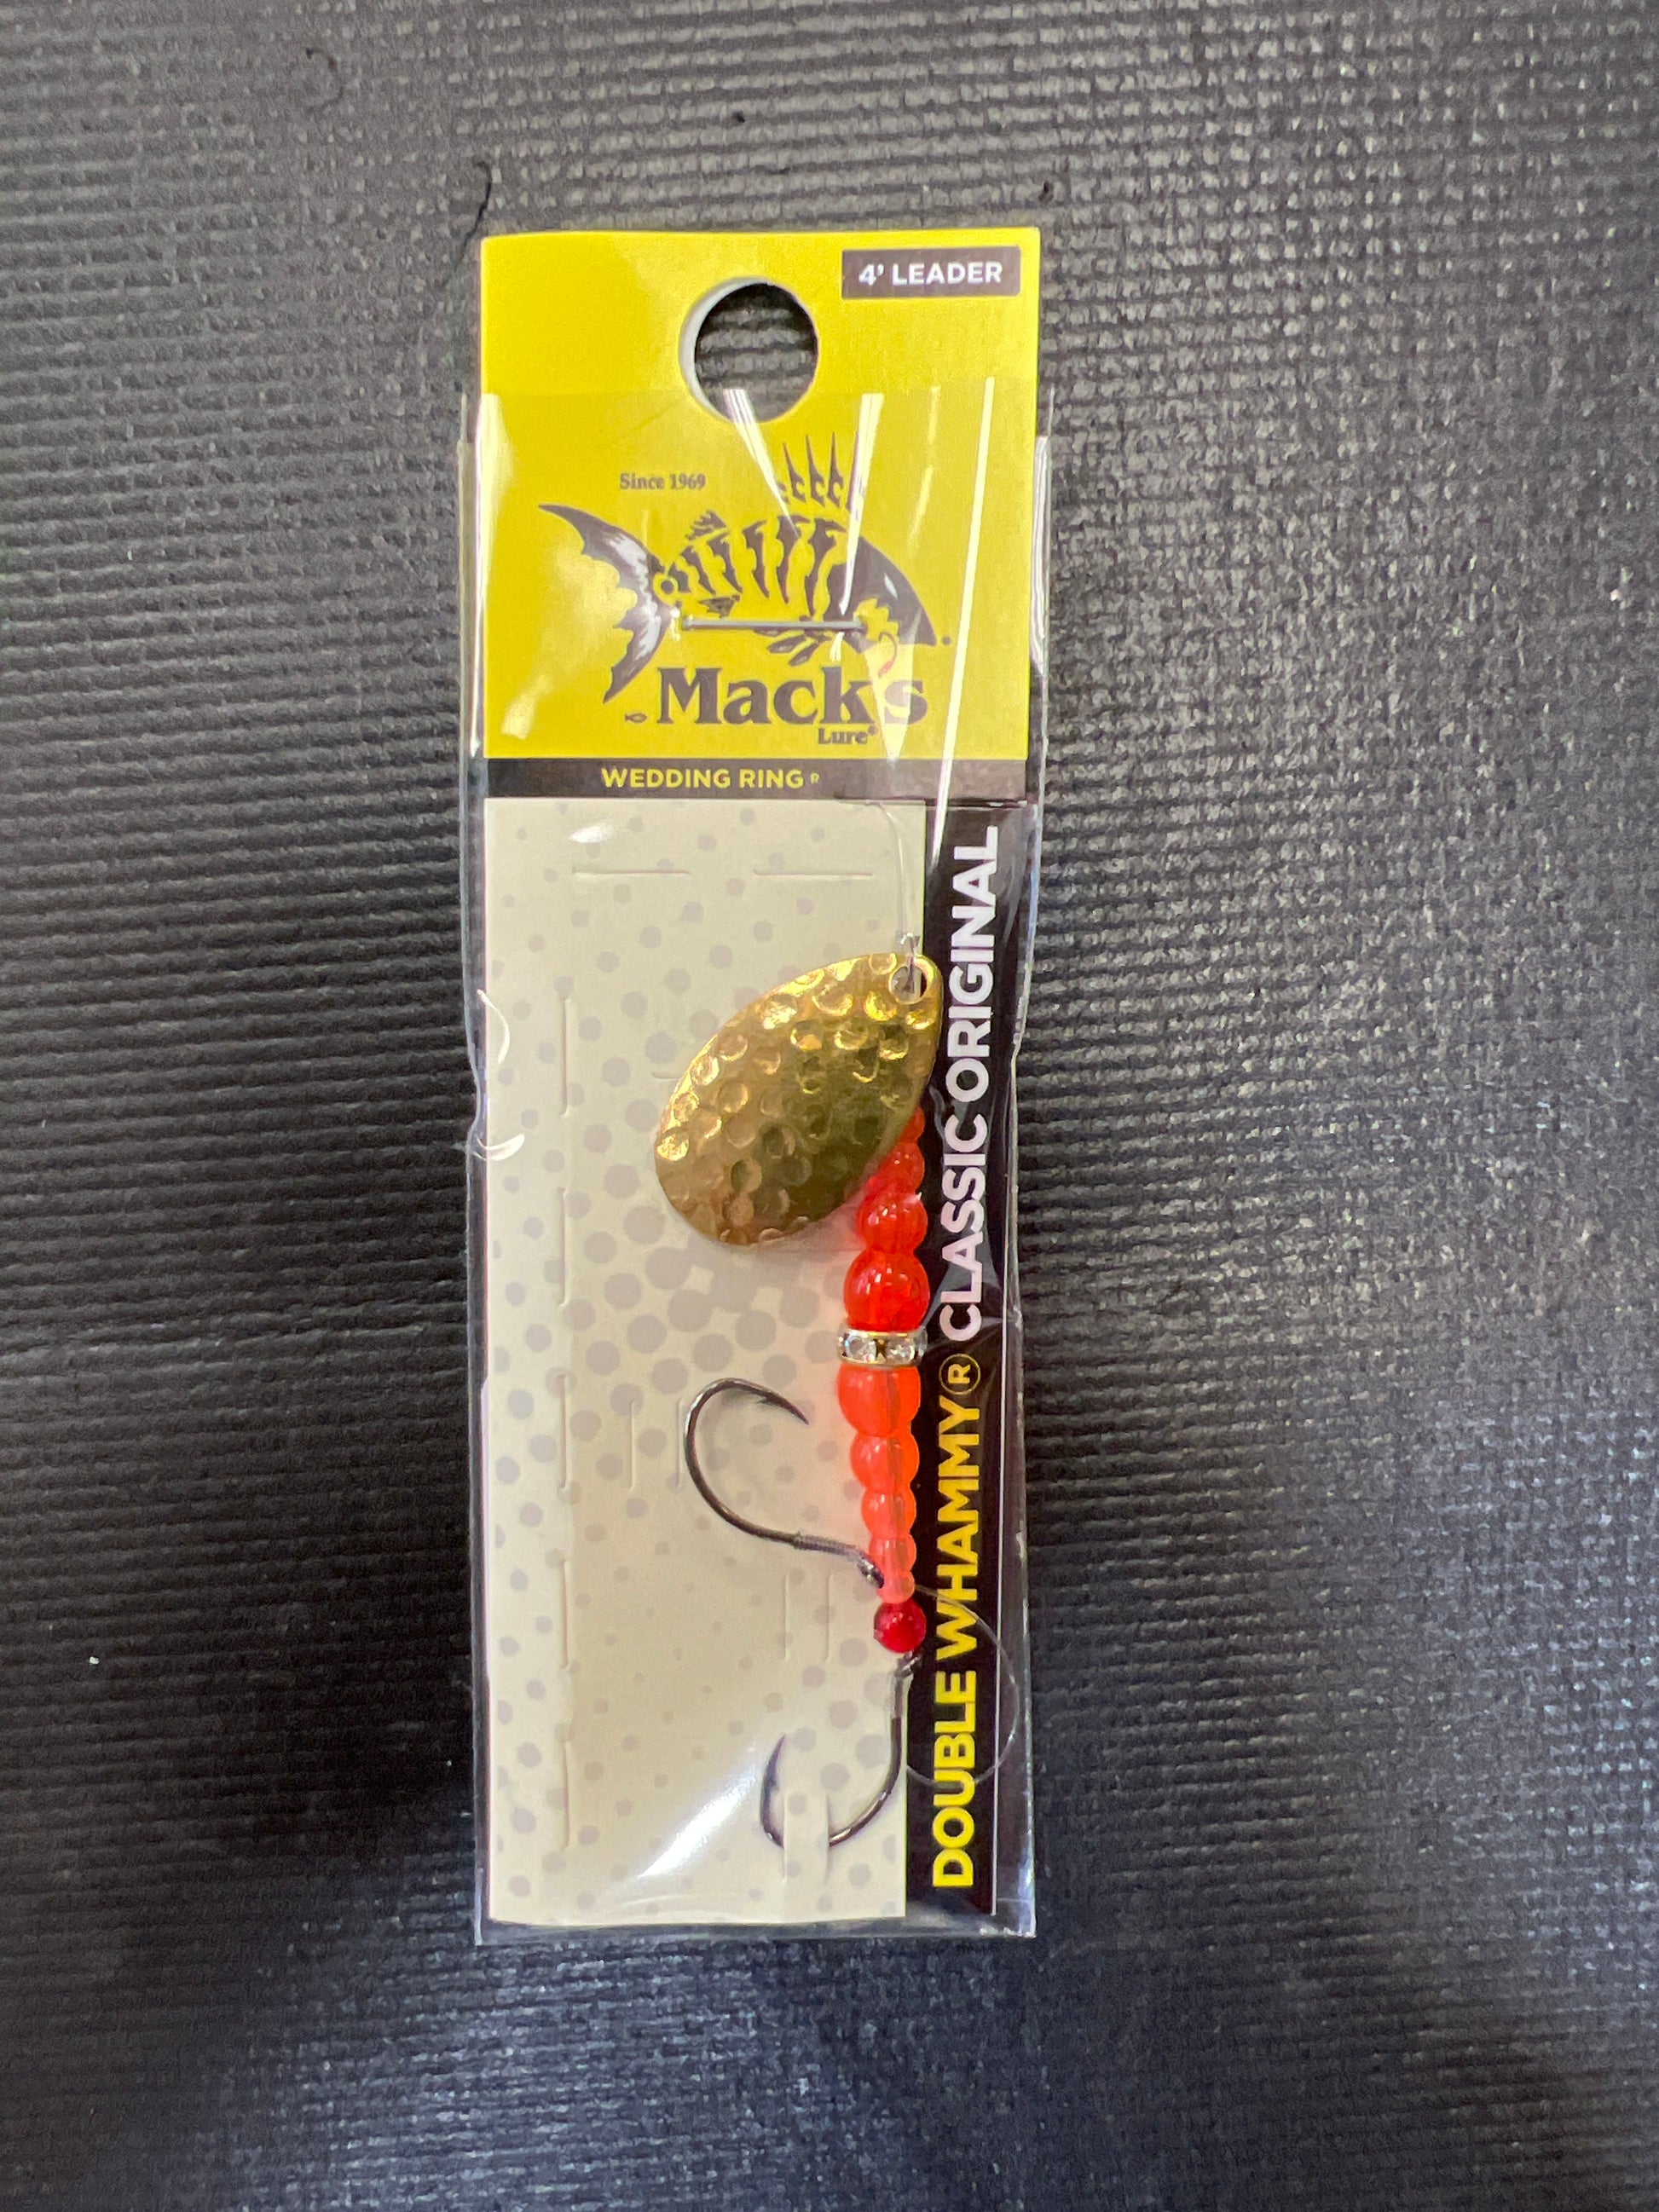 4' LEADER
Since 1969
Mack's
Lure®
WEDDING RING®
DOUBLE WHAMMY® CLASSIC ORIGINAL